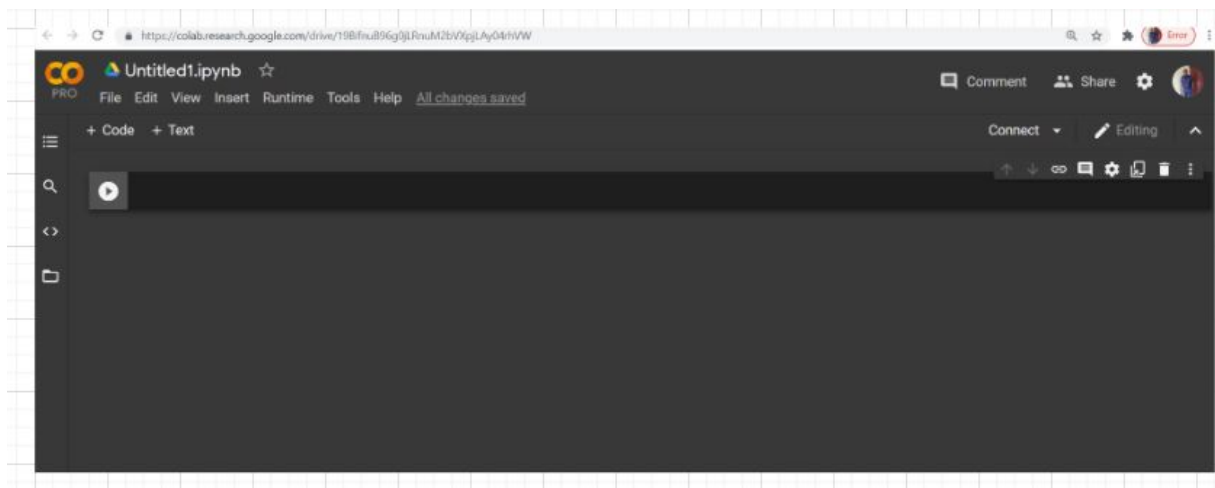 https://colab.research.google.com/drive/ Error
CO Untitled1.ipynb
PRO File Edit View Insert Runtime Tools Help All changes saved Comment Share
+ Code + Text Connect Editing